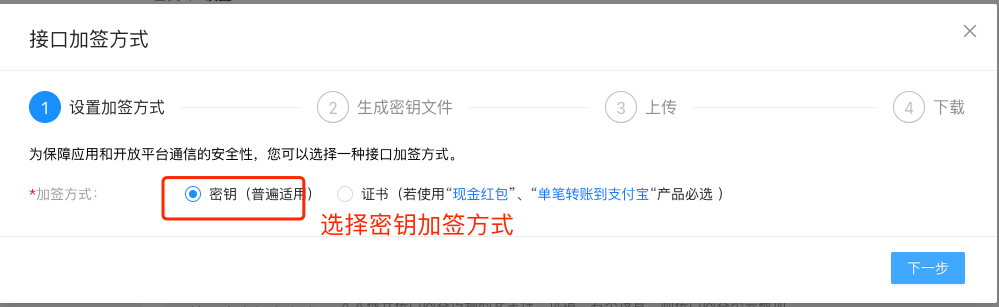 接口加签方式
1 设置加签方式
2 生成密钥文件
3 上传
4 下载
为保障应用和开放平台通信的安全性，您可以选择一种接口加签方式。
*加签方式： 密钥（普遍适用） 证书（若使用“现金红包”、“单笔转账到支付宝“产品必选 ）
选择密钥加签方式
下一步